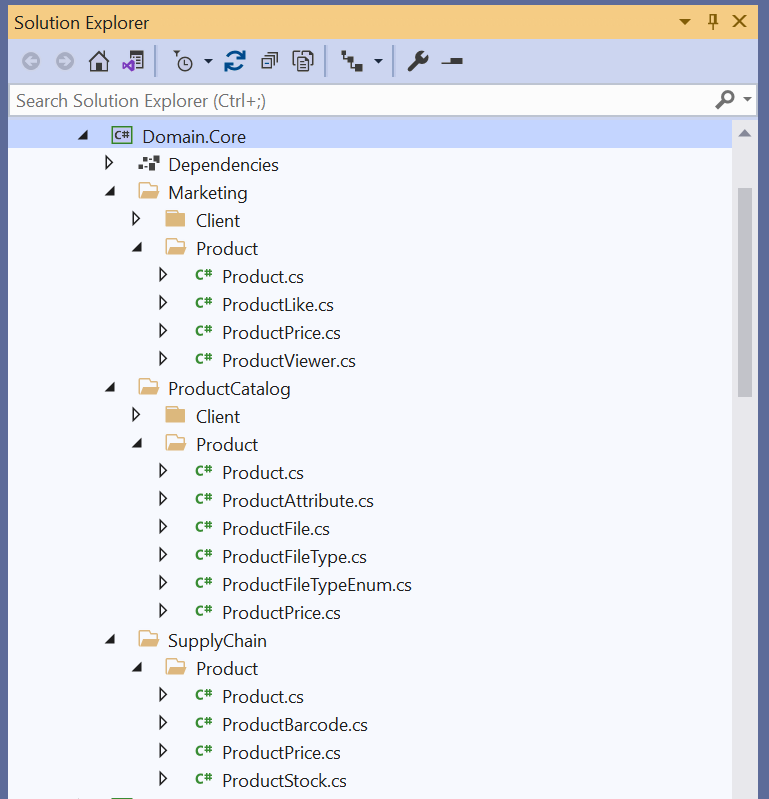 Solution Explorer
Search Solution Explorer (Ctrl+;)
C# Domain.Core
Dependencies
Marketing
Client
Product
C# Product.cs
C# ProductLike.cs
C# ProductPrice.cs
C# ProductViewer.cs
ProductCatalog
Client
Product
C# Product.cs
C# ProductAttribute.cs
C# ProductFile.cs
C# ProductFileType.cs
C# ProductFileTypeEnum.cs
C# ProductPrice.cs
SupplyChain
Product
C# Product.cs
C# ProductBarcode.cs
C# ProductPrice.cs
C# ProductStock.cs